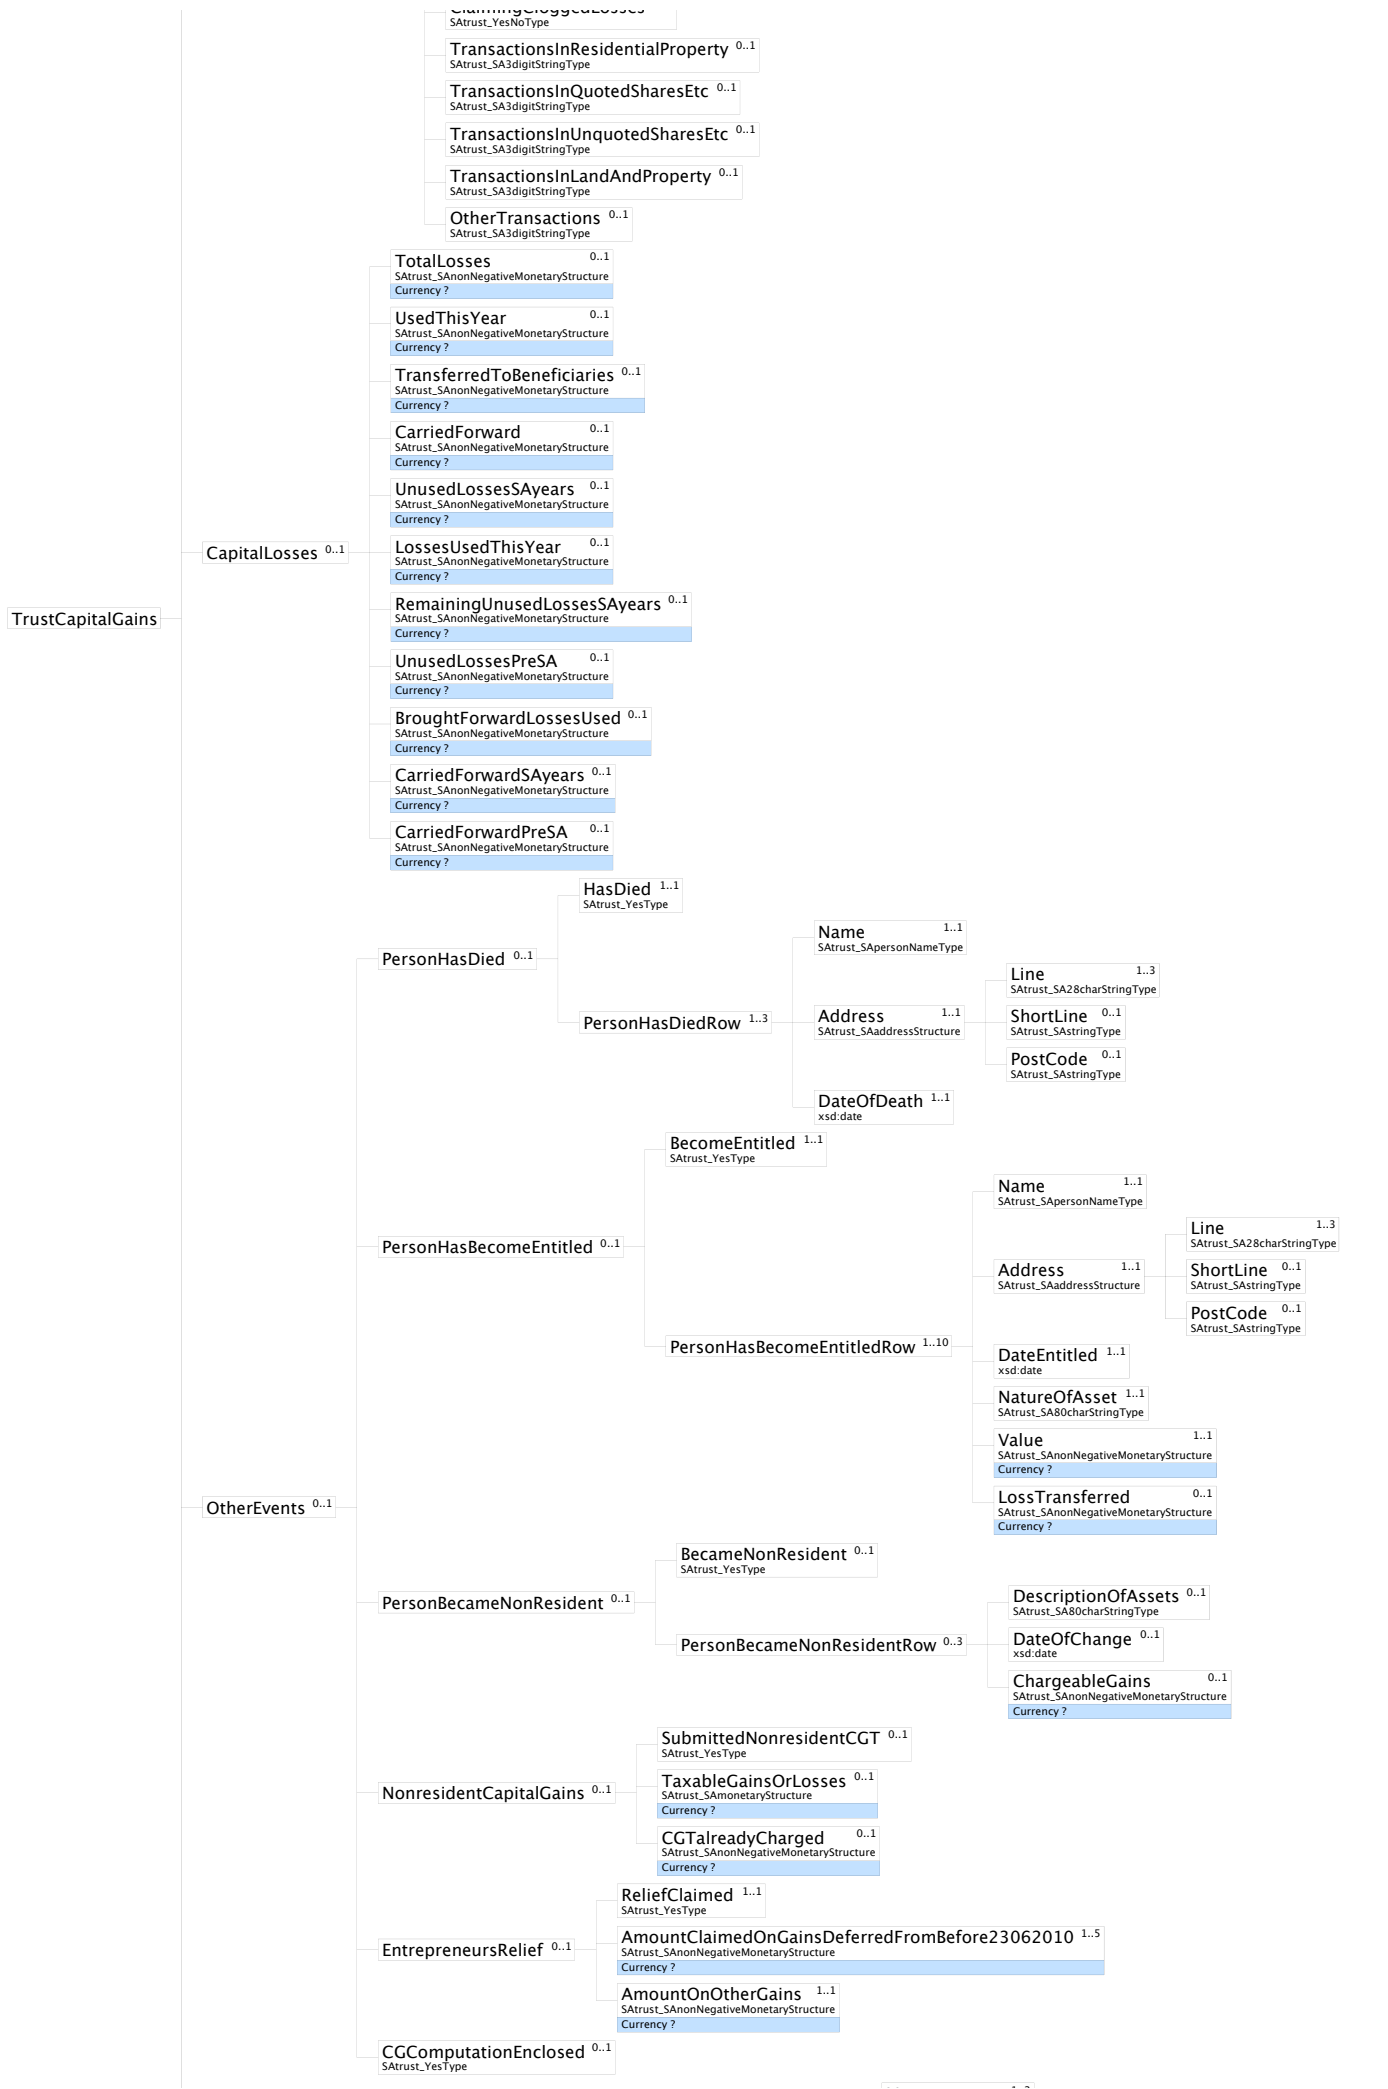 SAtrust_YesNoType
TransactionsInResidentialProperty 0..1
SAtrust_SA3digitStringType
TransactionsInQuotedSharesEtc 0..1
SAtrust_SA3digitStringType
TransactionsInUnquotedSharesEtc 0..1
SAtrust_SA3digitStringType
TransactionsInLandAndProperty 0..1
SAtrust_SA3digitStringType
OtherTransactions 0..1
SAtrust_SA3digitStringType
TotalLosses 0..1
SAtrust_SAnonNegativeMonetaryStructure
Currency ?
UsedThisYear 0..1
SAtrust_SAnonNegativeMonetaryStructure
Currency ?
TransferredToBeneficiaries 0..1
SAtrust_SAnonNegativeMonetaryStructure
Currency ?
CarriedForward 0..1
SAtrust_SAnonNegativeMonetaryStructure
Currency ?
UnusedLossesSAyears 0..1
SAtrust_SAnonNegativeMonetaryStructure
Currency ?
CapitalLosses 0..1
LossesUsedThisYear 0..1
SAtrust_SAnonNegativeMonetaryStructure
Currency ?
TrustCapitalGains
RemainingUnusedLossesSAyears 0..1
SAtrust_SAnonNegativeMonetaryStructure
Currency ?
UnusedLossesPreSA 0..1
SAtrust_SAnonNegativeMonetaryStructure
Currency ?
BroughtForwardLossesUsed 0..1
SAtrust_SAnonNegativeMonetaryStructure
Currency ?
CarriedForwardSAyears 0..1
SAtrust_SAnonNegativeMonetaryStructure
Currency ?
CarriedForwardPreSA 0..1
SAtrust_SAnonNegativeMonetaryStructure
Currency ?
HasDied 1..1
SAtrust_YesType
PersonHasDied 0..1
Name 1..1
SAtrust_SApersonNameType
Line 1..3
SAtrust_SA28charStringType
PersonHasDiedRow 1..3
Address 1..1
SAtrust_SAaddressStructure
ShortLine 0..1
SAtrust_SAstringType
PostCode 0..1
SAtrust_SAstringType
DateOfDeath 1..1
xsd:date
BecomeEntitled 1..1
SAtrust_YesType
Name 1..1
SAtrust_SApersonNameType
PersonHasBecomeEntitled 0..1
Line 1..3
SAtrust_SA28charStringType
Address 1..1
SAtrust_SAaddressStructure
ShortLine 0..1
SAtrust_SAstringType
PostCode 0..1
SAtrust_SAstringType
PersonHasBecomeEntitledRow 1..10
DateEntitled 1..1
xsd:date
NatureOfAsset 1..1
SAtrust_SA80charStringType
Value 1..1
SAtrust_SAnonNegativeMonetaryStructure
Currency ?
OtherEvents 0..1
LossTransferred 0..1
SAtrust_SAnonNegativeMonetaryStructure
Currency ?
BecameNonResident 0..1
SAtrust_YesType
PersonBecameNonResident 0..1
DescriptionOfAssets 0..1
SAtrust_SA80charStringType
PersonBecameNonResidentRow 0..3
DateOfChange 0..1
xsd:date
ChargeableGains 0..1
SAtrust_SAnonNegativeMonetaryStructure
Currency ?
SubmittedNonresidentCGT 0..1
SAtrust_YesType
NonresidentCapitalGains 0..1
TaxableGainsOrLosses 0..1
SAtrust_SAmonetaryStructure
Currency ?
CGTalreadyCharged 0..1
SAtrust_SAnonNegativeMonetaryStructure
Currency ?
ReliefClaimed 1..1
SAtrust_YesType
EntrepreneursRelief 0..1
AmountClaimedOnGainsDeferredFromBefore23062010 1..5
SAtrust_SAnonNegativeMonetaryStructure
Currency ?
AmountOnOtherGains 1..1
SAtrust_SAnonNegativeMonetaryStructure
Currency ?
CGComputationEnclosed 0..1
SAtrust_YesType